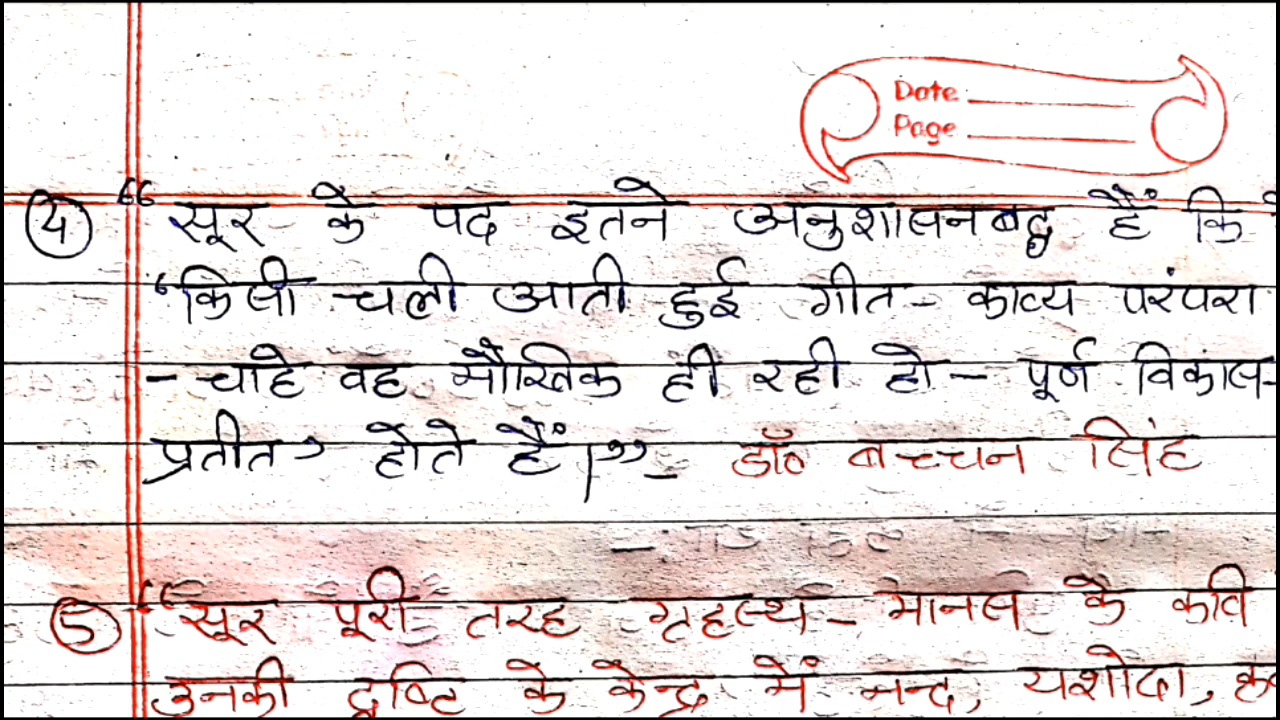 Date
Page
④ "सूर के पद इतने अनुशासनबद्ध हैं कि
'किसी चली आती हुई गीत - काव्य परंपरा
- चाहे वह मौखिक ही रही हो - पूर्ण विकास-
प्रतीत' होते हैं।" - डॉ० बच्चन सिंह
⑤ "सूर पूरी तरह गृहस्थ - मानस के कवि
उनकी दृष्टि के केन्द्र में नन्द, यशोदा,